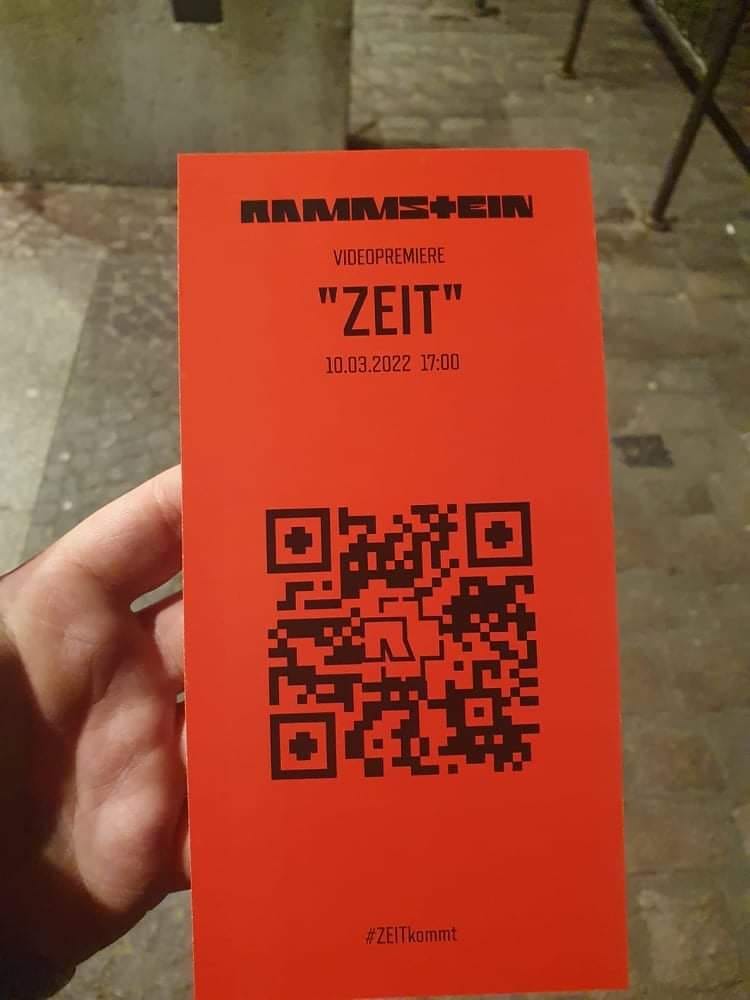 RAMMSTEIN
VIDEOPREMIERE
"ZEIT"
10.03.2022 17:00
#ZEITkommt